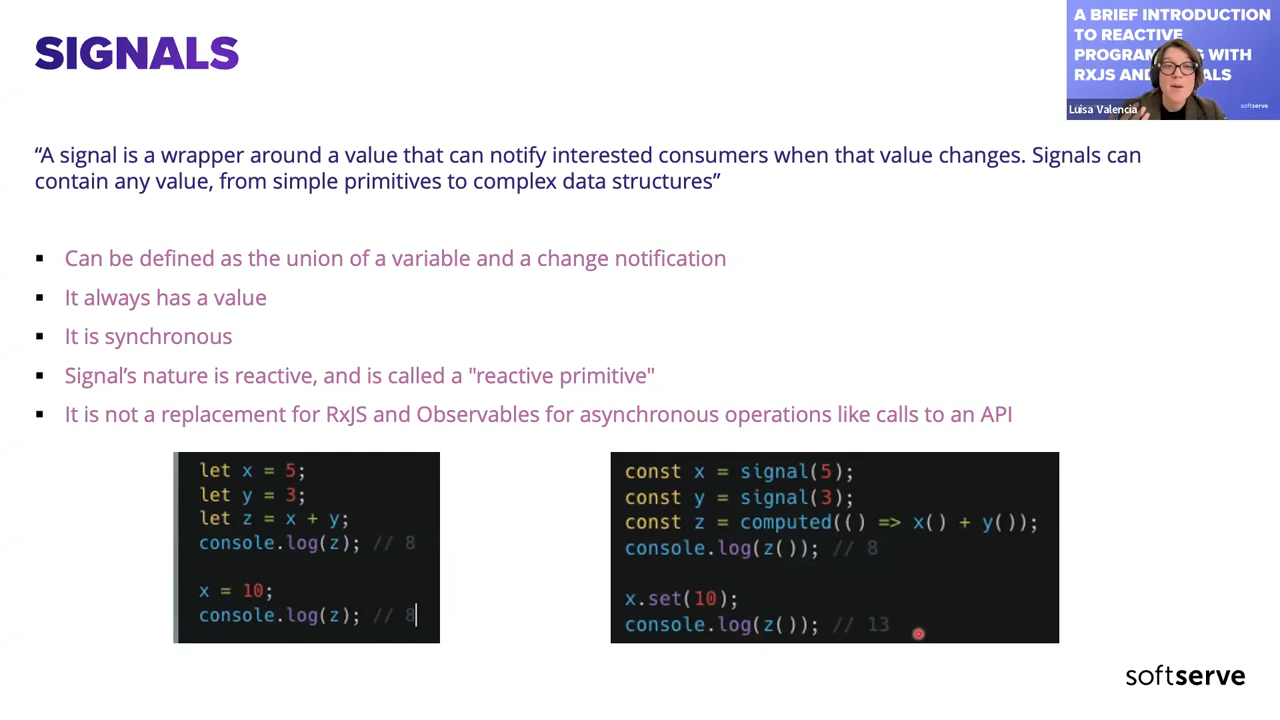 SIGNALS
A BRIEF INTRODUCTION
TO REACTIVE
WITH
RXJS AND
Luisa Valencia
softserve
“A signal is a wrapper around a value that can notify interested consumers when that value changes. Signals can
contain any value, from simple primitives to complex data structures”
▪ Can be defined as the union of a variable and a change notification
▪ It always has a value
▪ It is synchronous
▪ Signal’s nature is reactive, and is called a "reactive primitive"
▪ It is not a replacement for RxJS and Observables for asynchronous operations like calls to an API
let x = 5;
let y = 3;
let z = x + y;
console.log(z); // 8
x = 10;
console.log(z); // 8
const x = signal(5);
const y = signal(3);
const z = computed(() => x() + y());
console.log(z()); // 8
x.set(10);
console.log(z()); // 13
softserve